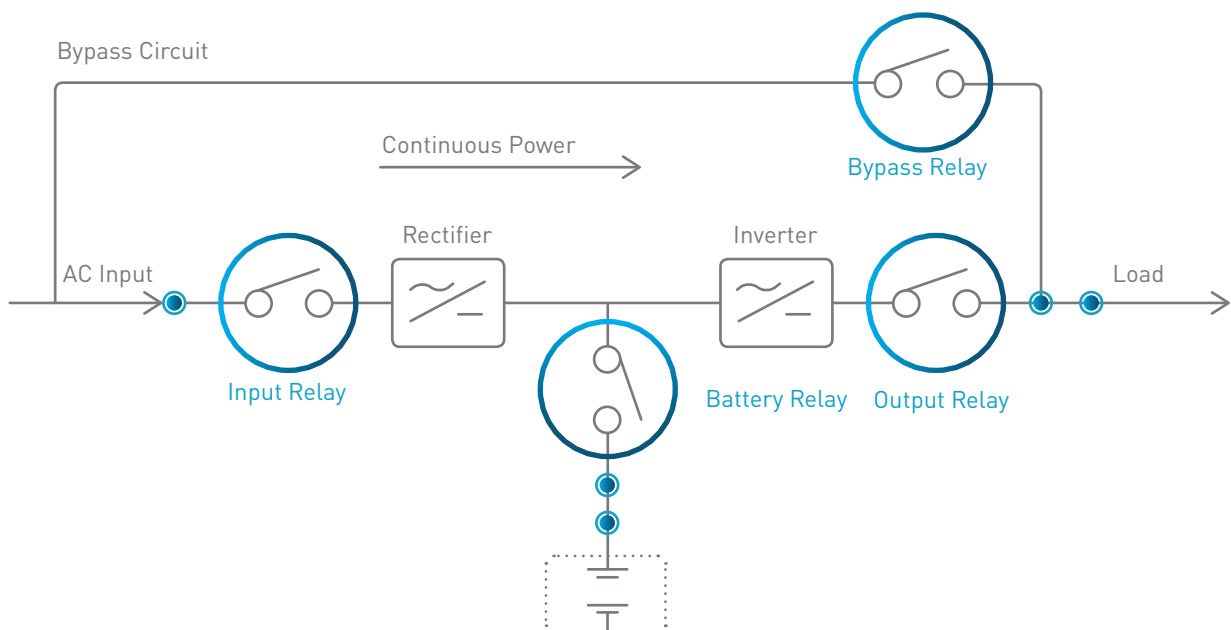 Bypass Circuit
Continuous Power
Bypass Relay
Rectifier
Inverter
AC Input
Load
Input Relay
Battery Relay
Output Relay